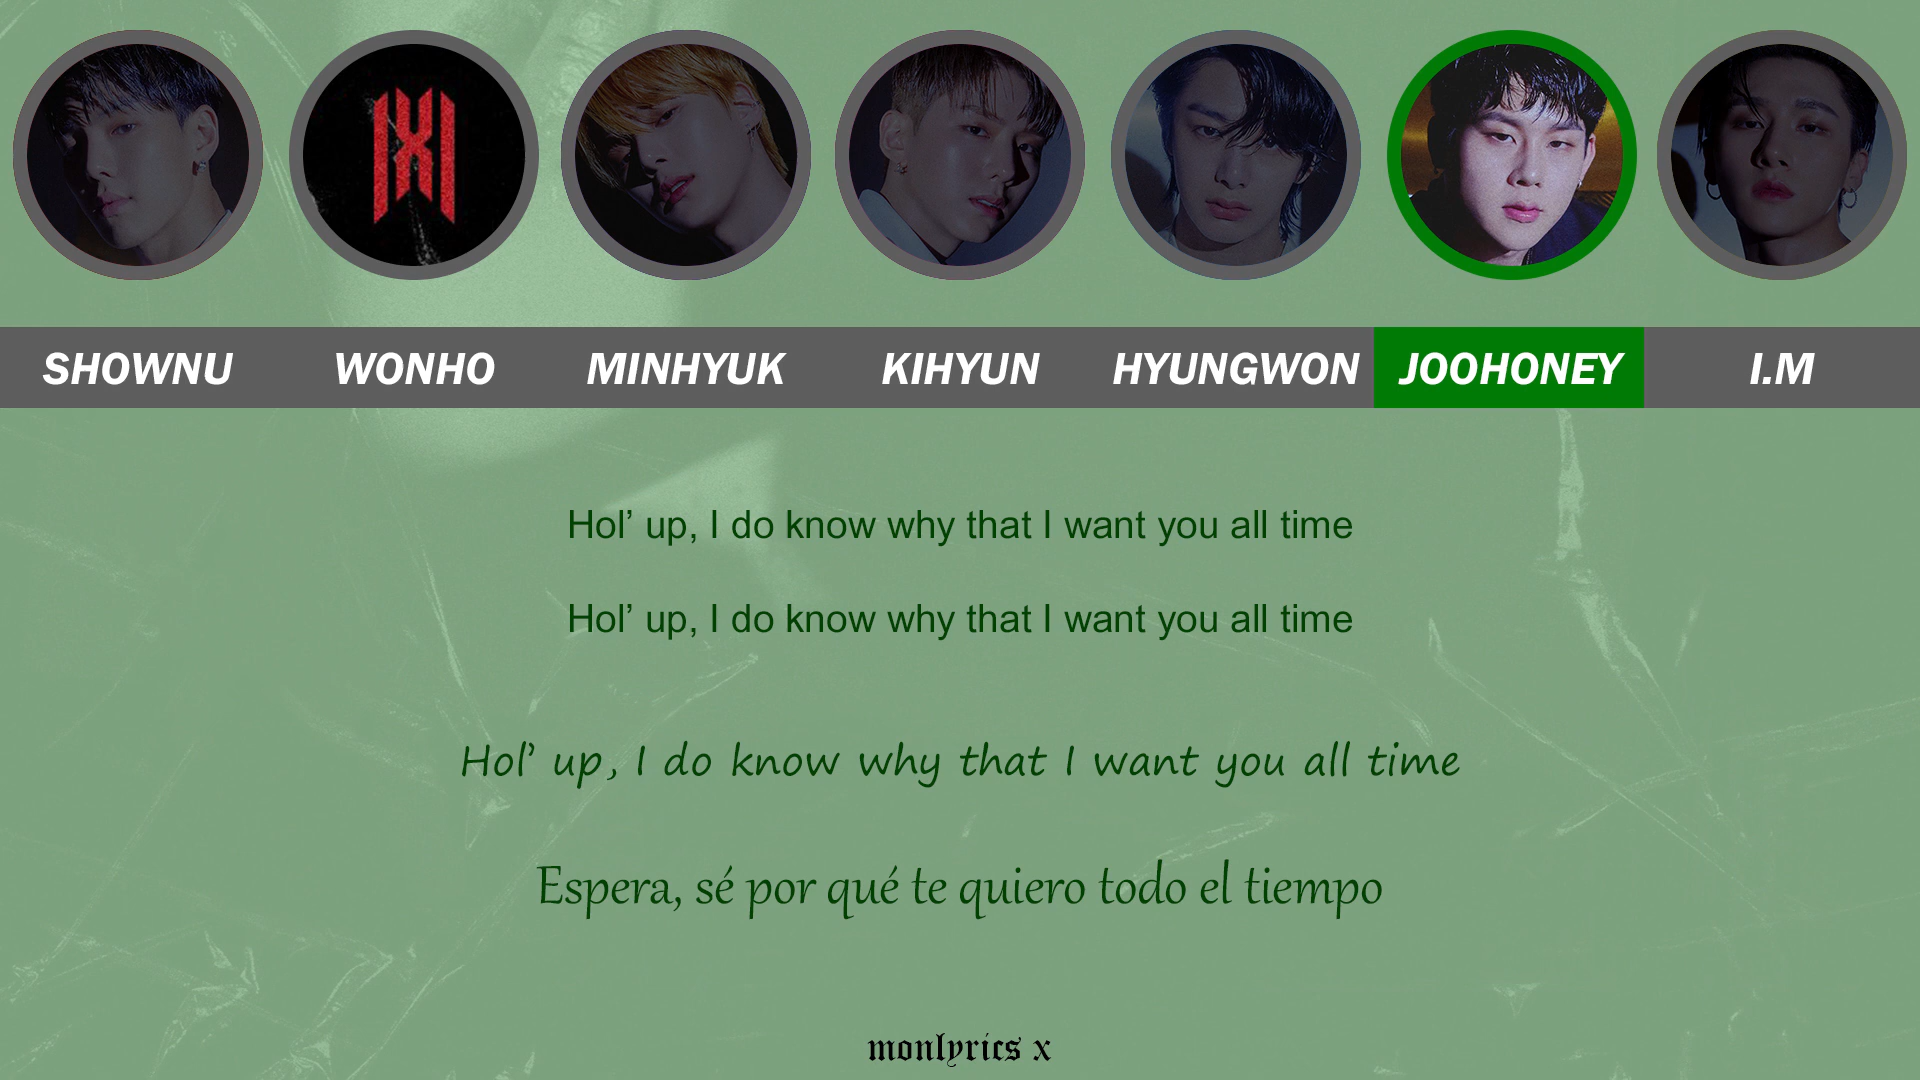 SHOWNU WONHO MINHYUK KIHYUN HYUNGWON JOOHONEY I.M
Hol’ up, I do know why that I want you all time
Hol’ up, I do know why that I want you all time
Hol’ up, I do know why that I want you all time
Espera, sé por qué te quiero todo el tiempo
monlyrics x